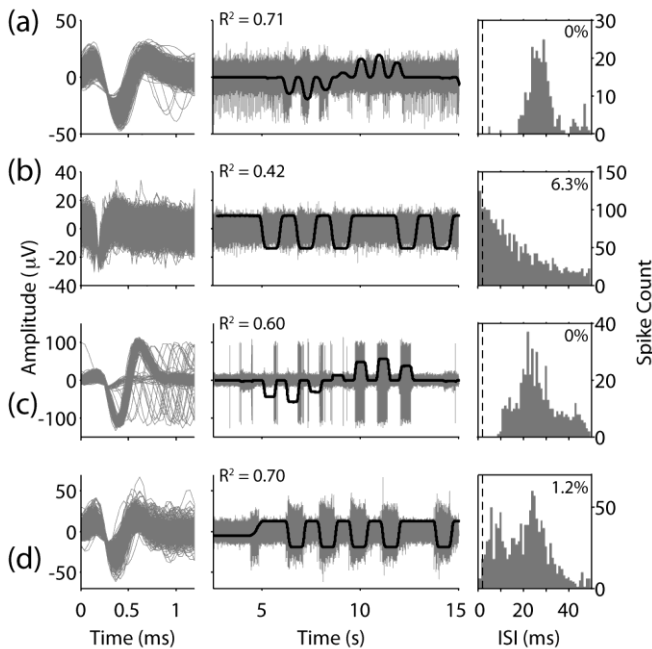 (a)
50
0
-50
R² = 0.71
0%
30
20
10
0
(b)
40
20
0
-20
-40
R² = 0.42
6.3%
150
100
50
0
Amplitude (μV)
Spike Count
(c)
100
0
-100
R² = 0.60
0%
40
20
0
(d)
50
0
-50
R² = 0.70
1.2%
50
0
0 0.5 1
5 10 15
0 20 40
Time (ms)
Time (s)
ISI (ms)